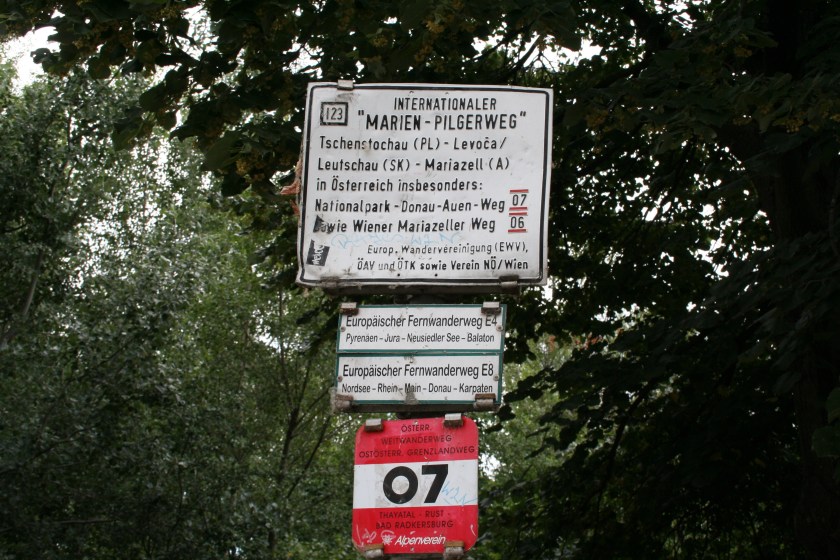 123
INTERNATIONALER
"MARIEN-PILGERWEG"
Tschenstochau (PL) - Levoča/
Leutschau (SK) - Mariazell (A)
in Österreich insbesonders:
Nationalpark-Donau-Auen-Weg 07
sowie Wiener Mariazeller Weg 06
Europ. Wandervereinigung (EWV),
ÖAV und ÖTK sowie Verein NÖ/Wien
Europäischer Fernwanderweg E4
Pyrenäen - Jura - Neusiedler See - Balaton
Europäischer Fernwanderweg E8
Nordsee - Rhein - Main - Donau - Karpaten
ÖSTERR.
WEITWANDERWEG
OSTÖSTERR. GRENZLANDWEG
07
THAYATAL - RUST -
BAD RADKERSBURG
Alpenverein